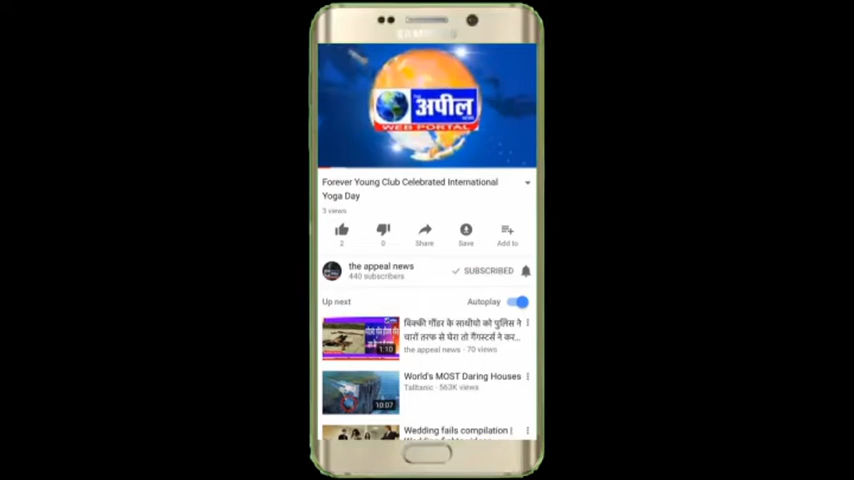 SAMSUNG
अपील
WEB PORTAL
Forever Young Club Celebrated International
Yoga Day
3 views
2
0
Share
Save
Add to
the appeal news
440 subscribers
SUBSCRIBED
Up next
Autoplay
विक्की गौंडर के साथीयो को पुलिस ने
चारों तरफ से घेरा तो गैंगस्टर्स ने कर...
the appeal news · 70 views
1:10
World's MOST Daring Houses
Talltanic · 563K views
10:07
Wedding fails compilation |